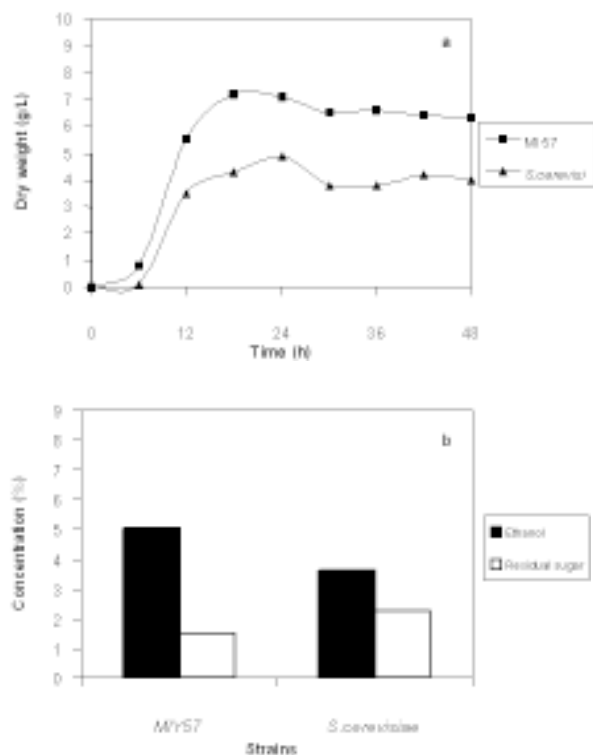 10
a
9
8
7
6
5
4
3
2
1
0
Dry weight (g/L)
0 12 24 36 48
Time (h)
S.cerevisi
9
b
8
7
6
5
4
3
2
1
0
Concentration (%)
Ethanol
Residual sugar
MIY57 S.cerevisiae
Strains